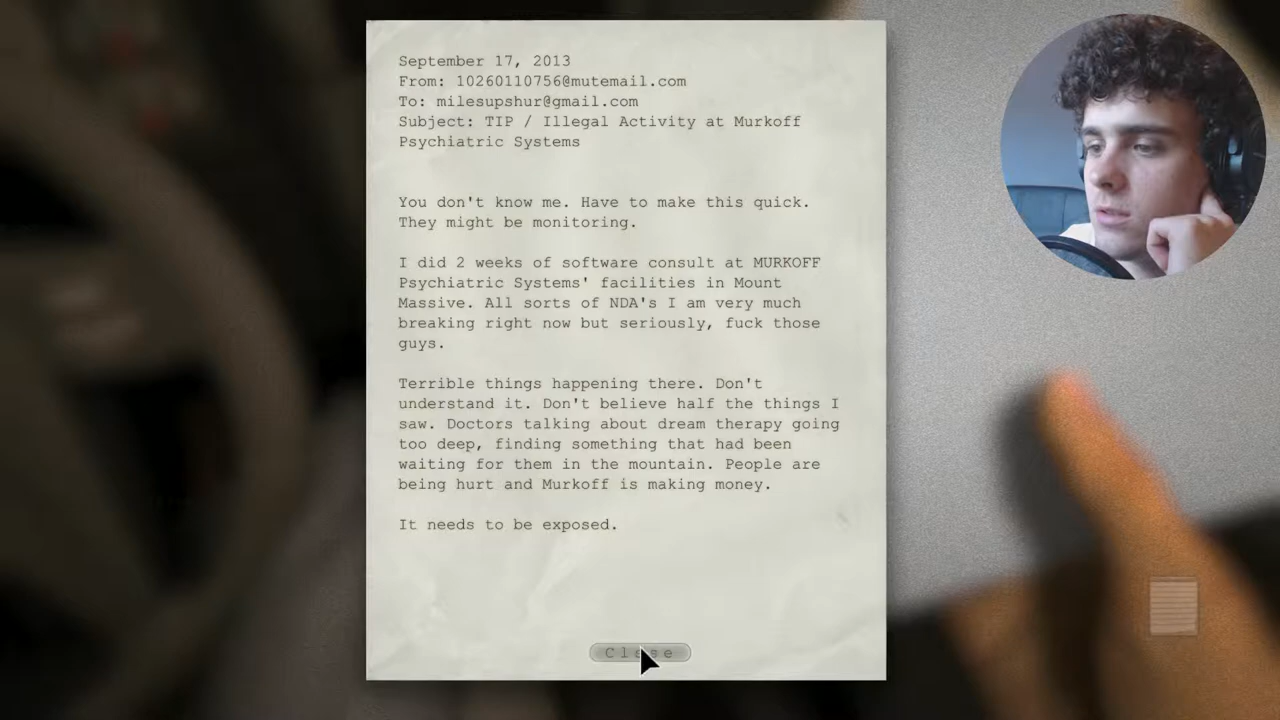 September 17, 2013
From: 10260110756@mutemail.com
To: milesupshur@gmail.com
Subject: TIP / Illegal Activity at Murkoff
Psychiatric Systems
You don't know me. Have to make this quick.
They might be monitoring.
I did 2 weeks of software consult at MURKOFF
Psychiatric Systems' facilities in Mount
Massive. All sorts of NDA's I am very much
breaking right now but seriously, fuck those
guys.
Terrible things happening there. Don't
understand it. Don't believe half the things I
saw. Doctors talking about dream therapy going
too deep, finding something that had been
waiting for them in the mountain. People are
being hurt and Murkoff is making money.
It needs to be exposed.
Close